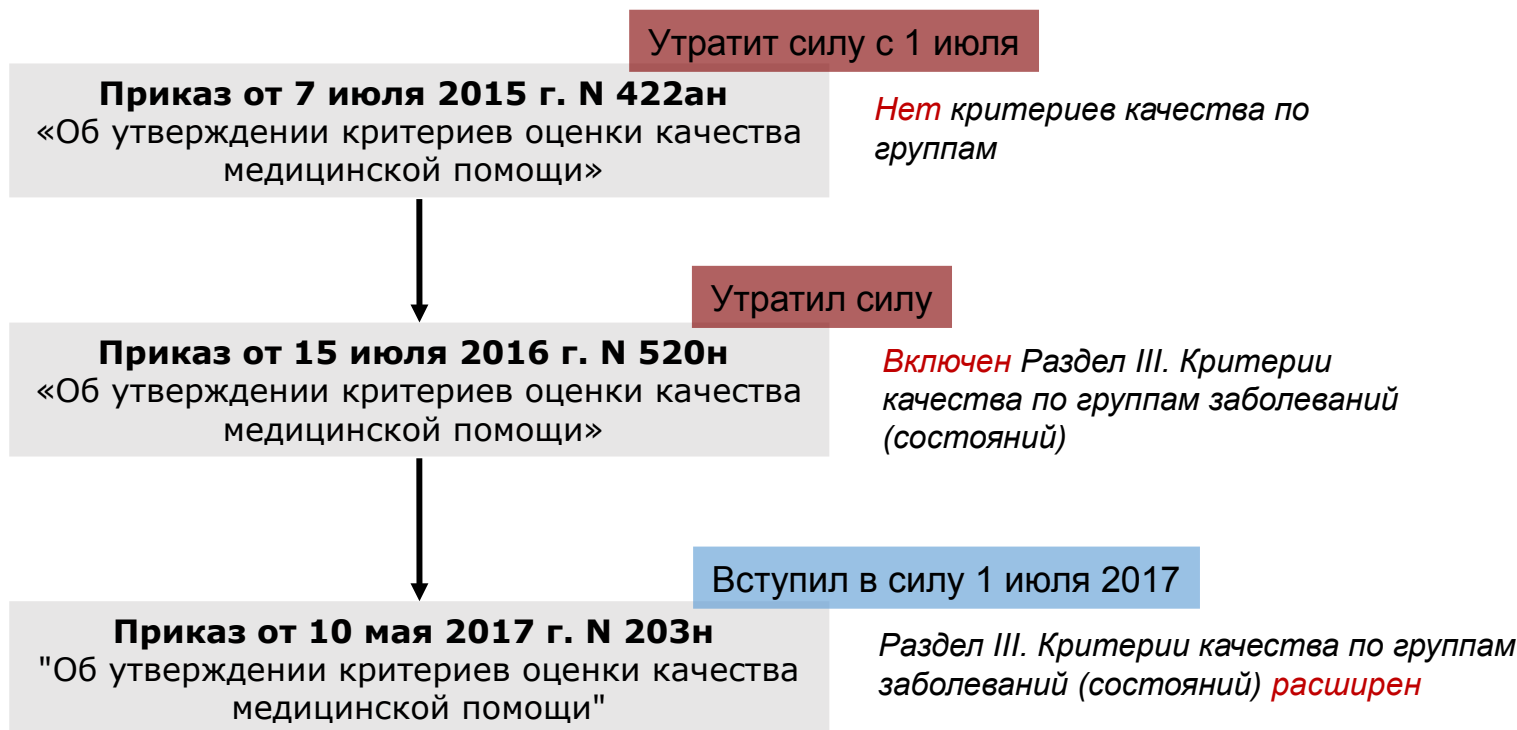 Утратит силу с 1 июля
Приказ от 7 июля 2015 г. N 422ан
«Об утверждении критериев оценки качества
медицинской помощи»
Нет критериев качества по
группам
Утратил силу
Приказ от 15 июля 2016 г. N 520н
«Об утверждении критериев оценки качества
медицинской помощи»
Включен Раздел III. Критерии
качества по группам заболеваний
(состояний)
Вступил в силу 1 июля 2017
Приказ от 10 мая 2017 г. N 203н
"Об утверждении критериев оценки качества
медицинской помощи"
Раздел III. Критерии качества по группам
заболеваний (состояний) расширен